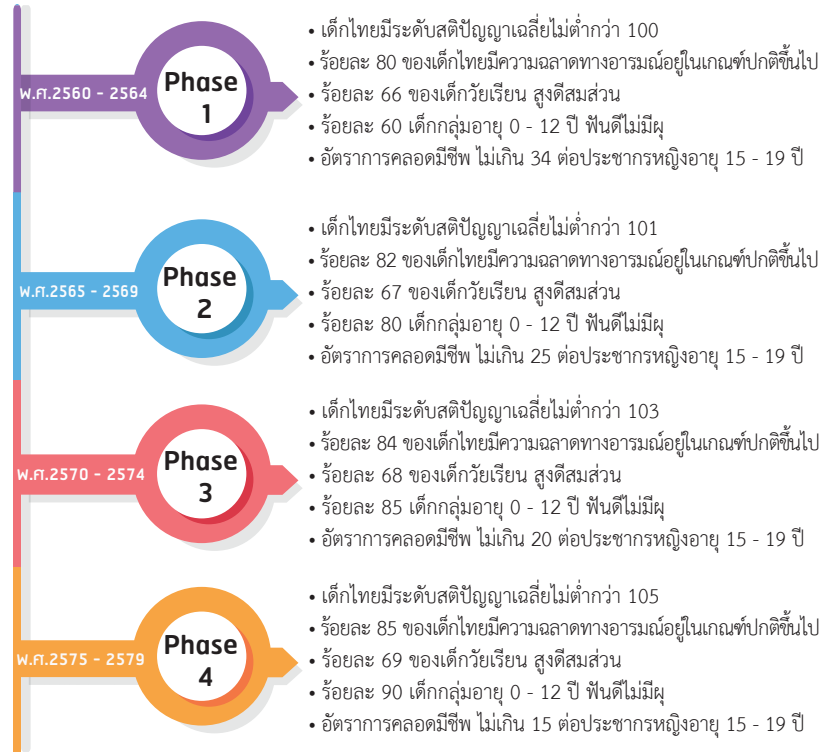 พ.ศ.2560 - 2564
Phase
1
• เด็กไทยมีระดับสติปัญญาเฉลี่ยไม่ต่ำกว่า 100
• ร้อยละ 80 ของเด็กไทยมีความฉลาดทางอารมณ์อยู่ในเกณฑ์ปกติขึ้นไป
• ร้อยละ 66 ของเด็กวัยเรียน สูงดีสมส่วน
• ร้อยละ 60 เด็กกลุ่มอายุ 0 - 12 ปี ฟันดีไม่มีผุ
• อัตราการคลอดมีชีพ ไม่เกิน 34 ต่อประชากรหญิงอายุ 15 - 19 ปี
พ.ศ.2565 - 2569
Phase
2
• เด็กไทยมีระดับสติปัญญาเฉลี่ยไม่ต่ำกว่า 101
• ร้อยละ 82 ของเด็กไทยมีความฉลาดทางอารมณ์อยู่ในเกณฑ์ปกติขึ้นไป
• ร้อยละ 67 ของเด็กวัยเรียน สูงดีสมส่วน
• ร้อยละ 80 เด็กกลุ่มอายุ 0 - 12 ปี ฟันดีไม่มีผุ
• อัตราการคลอดมีชีพ ไม่เกิน 25 ต่อประชากรหญิงอายุ 15 - 19 ปี
พ.ศ.2570 - 2574
Phase
3
• เด็กไทยมีระดับสติปัญญาเฉลี่ยไม่ต่ำกว่า 103
• ร้อยละ 84 ของเด็กไทยมีความฉลาดทางอารมณ์อยู่ในเกณฑ์ปกติขึ้นไป
• ร้อยละ 68 ของเด็กวัยเรียน สูงดีสมส่วน
• ร้อยละ 85 เด็กกลุ่มอายุ 0 - 12 ปี ฟันดีไม่มีผุ
• อัตราการคลอดมีชีพ ไม่เกิน 20 ต่อประชากรหญิงอายุ 15 - 19 ปี
พ.ศ.2575 - 2579
Phase
4
• เด็กไทยมีระดับสติปัญญาเฉลี่ยไม่ต่ำกว่า 105
• ร้อยละ 85 ของเด็กไทยมีความฉลาดทางอารมณ์อยู่ในเกณฑ์ปกติขึ้นไป
• ร้อยละ 69 ของเด็กวัยเรียน สูงดีสมส่วน
• ร้อยละ 90 เด็กกลุ่มอายุ 0 - 12 ปี ฟันดีไม่มีผุ
• อัตราการคลอดมีชีพ ไม่เกิน 15 ต่อประชากรหญิงอายุ 15 - 19 ปี